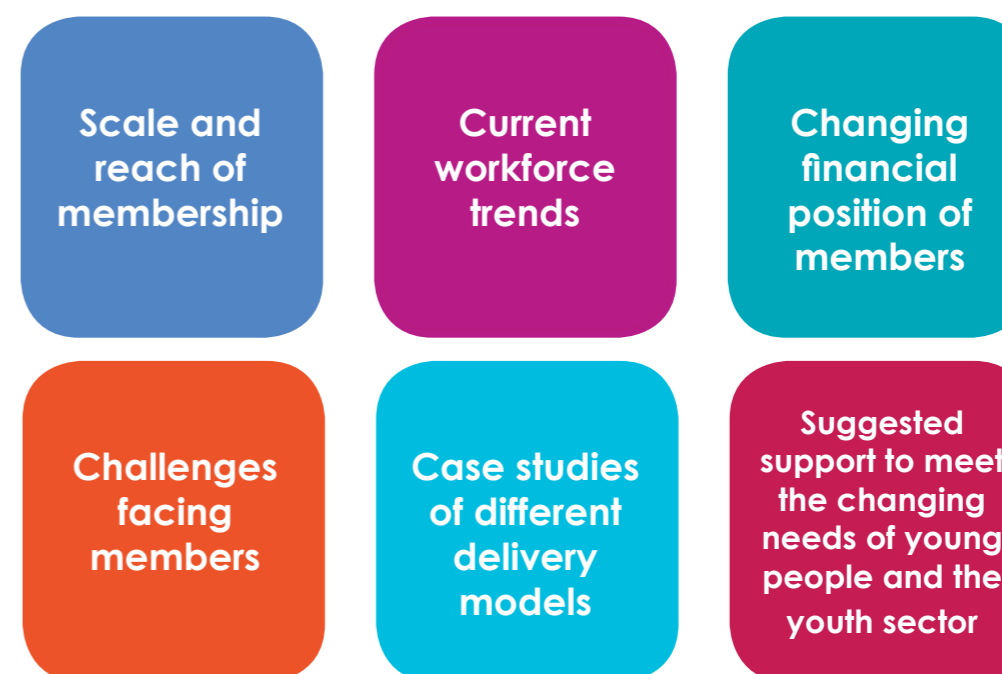 Scale and
reach of
membership
Current
workforce
trends
Changing
financial
position of
members
Challenges
facing
members
Case studies
of different
delivery
models
Suggested
support to meet
the changing
needs of young
people and the
youth sector